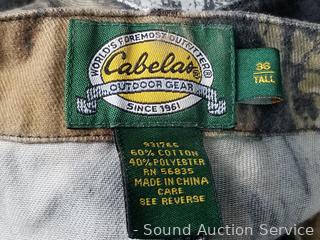 WORLD'S FOREMOST OUTFITTER®
Cabela's®
OUTDOOR GEAR
SINCE 1961
36
TALL
931765
60% COTTON
40% POLYESTER
RN 56835
MADE IN CHINA
CARE
SEE REVERSE
- Sound Auction Service -